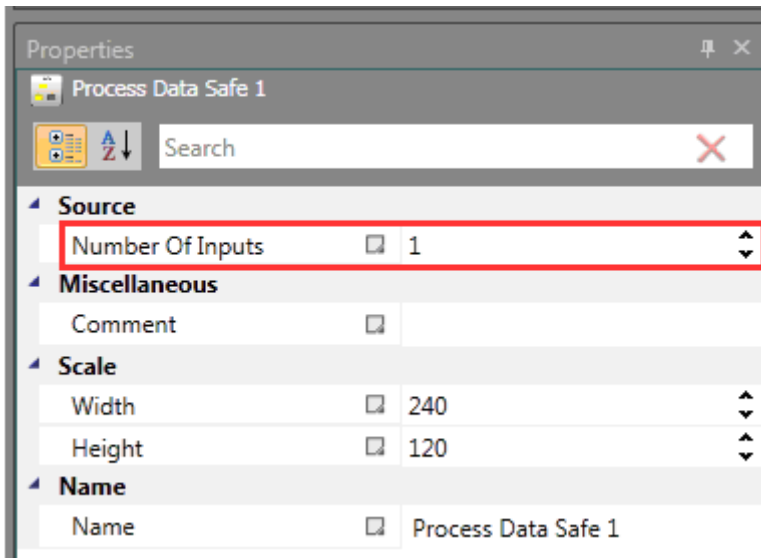 Properties
Process Data Safe 1
A Z Search
Source
Number Of Inputs 1
Miscellaneous
Comment
Scale
Width 240
Height 120
Name
Name Process Data Safe 1